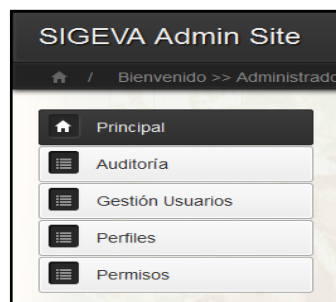 SIGEVA Admin Site
/ Bienvenido >> Administrado
Principal
Auditoría
Gestión Usuarios
Perfiles
Permisos